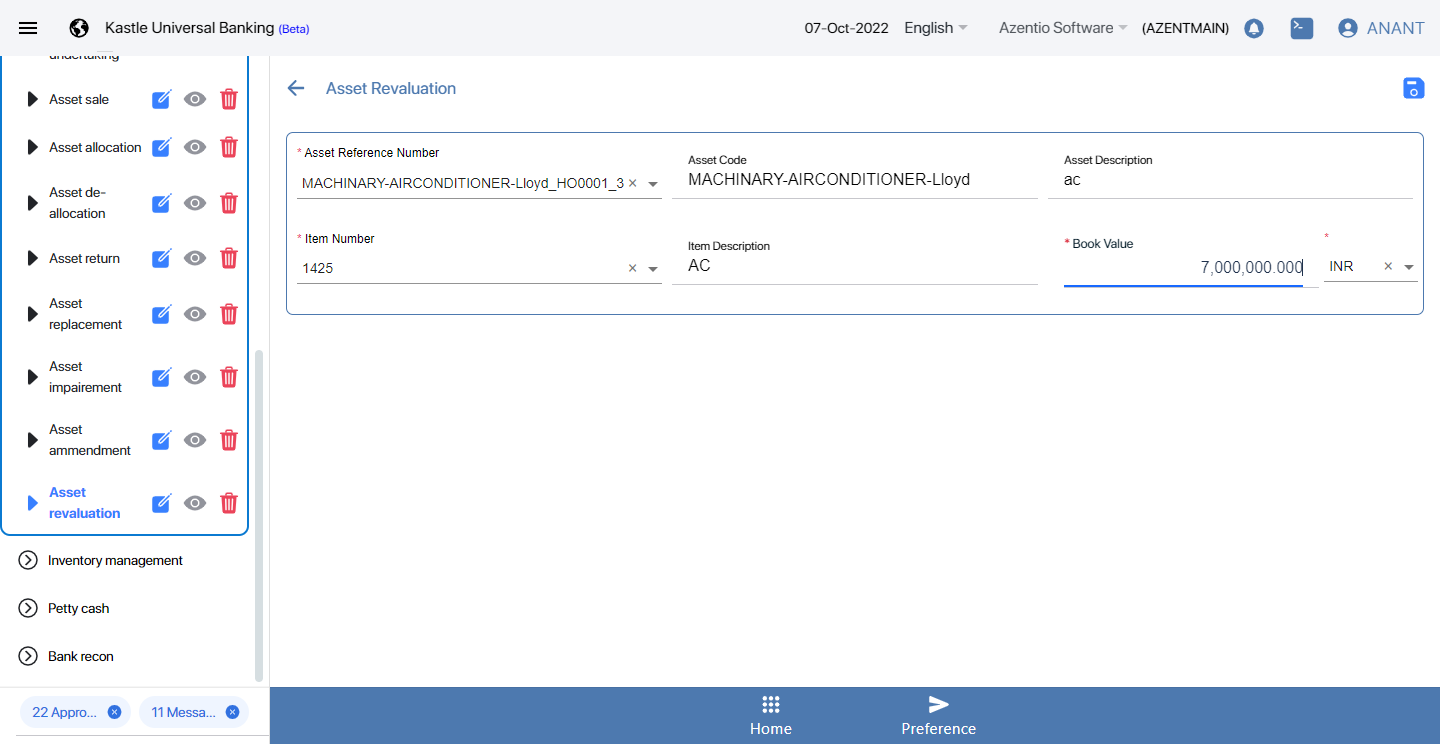 Kastle Universal Banking (Beta)
07-Oct-2022
English
Azentio Software
(AZENTMAIN)
ANANT
undertaking
Asset sale
Asset allocation
Asset de-
allocation
Asset return
Asset
replacement
Asset
impairement
Asset
ammendment
Asset
revaluation
Inventory management
Petty cash
Bank recon
22 Appro...
11 Messa...
Asset Revaluation
* Asset Reference Number
MACHINARY-AIRCONDITIONER-Lloyd_HO0001_3
Asset Code
MACHINARY-AIRCONDITIONER-Lloyd
Asset Description
ac
* Item Number
1425
Item Description
AC
* Book Value
7,000,000.000
*
INR
Home
Preference